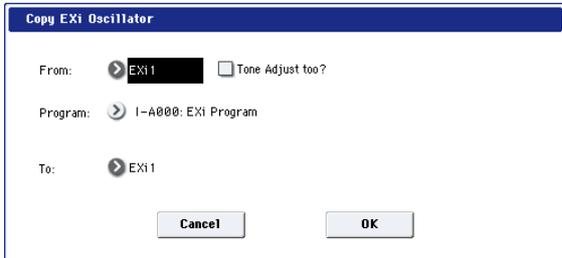 Copy EXi Oscillator
From: EXi1 Tone Adjust too?
Program: I-A000: EXi Program
To: EXi1
Cancel OK